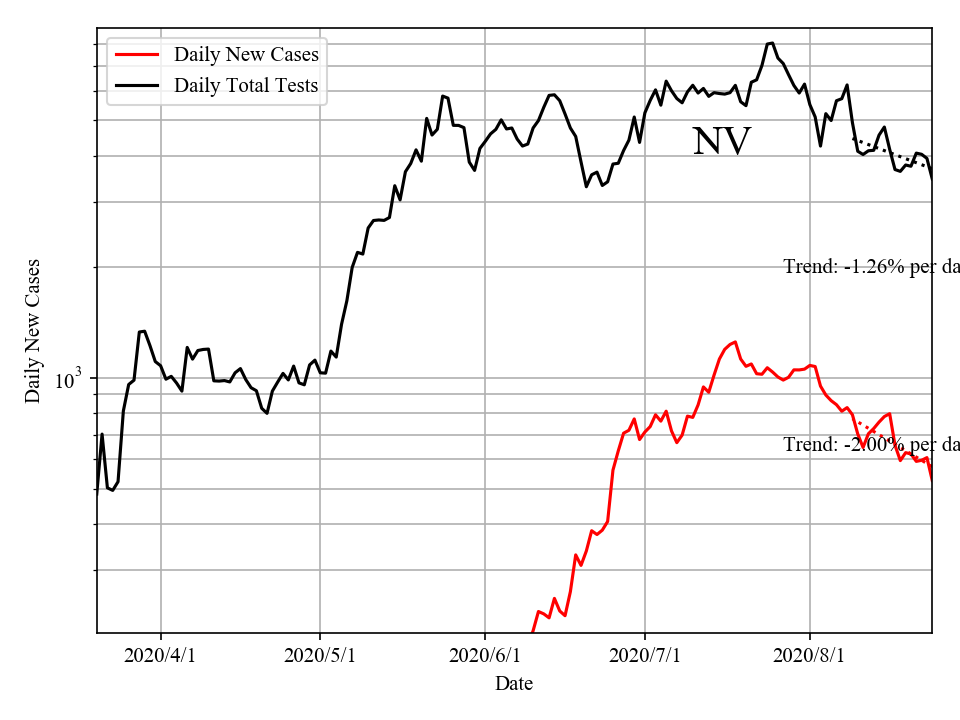 Daily New Cases
Daily Total Tests
NV
Trend: -1.26% per da
Trend: -2.00% per da
Daily New Cases
10³
2020/4/1 2020/5/1 2020/6/1 2020/7/1 2020/8/1
Date